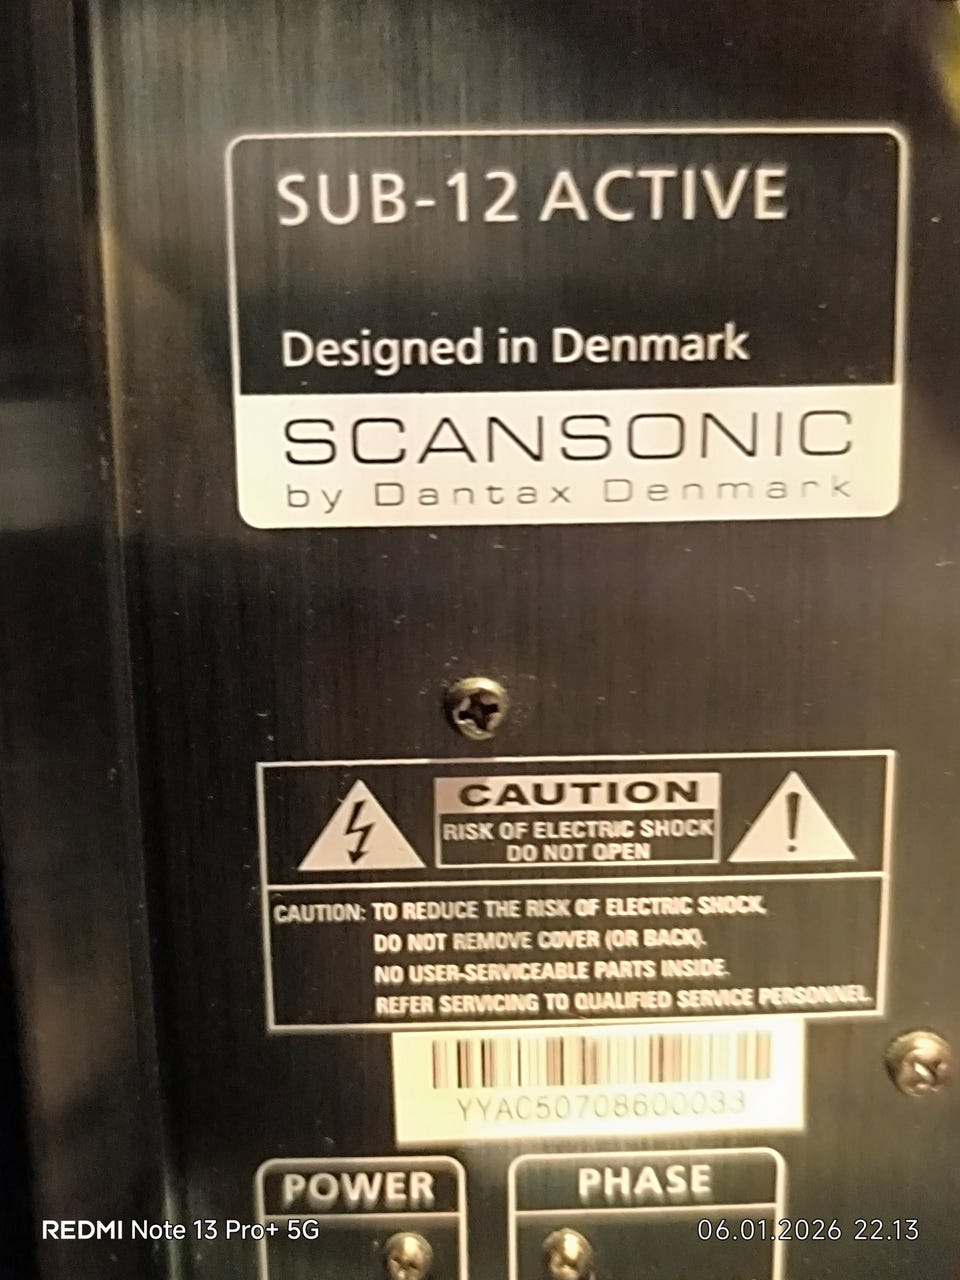 SUB-12 ACTIVE
Designed in Denmark
SCANSONIC
by Dantax Denmark
CAUTION
RISK OF ELECTRIC SHOCK
DO NOT OPEN
CAUTION: TO REDUCE THE RISK OF ELECTRIC SHOCK,
DO NOT REMOVE COVER (OR BACK).
NO USER-SERVICEABLE PARTS INSIDE.
REFER SERVICING TO QUALIFIED SERVICE PERSONNEL.
YYAC50708600033
POWER
PHASE
REDMI Note 13 Pro+ 5G
06.01.2026 22.13